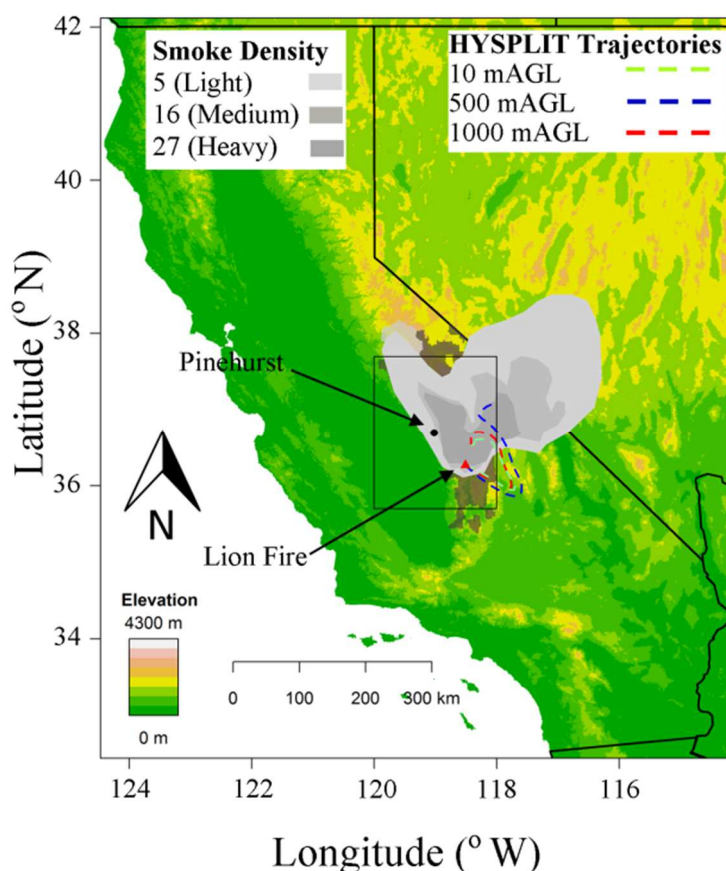 Smoke Density
5 (Light)
16 (Medium)
27 (Heavy)
HYSPLIT Trajectories
10 mAGL
500 mAGL
1000 mAGL
42
40
38
36
34
Latitude (°N)
Pinehurst
N
Lion Fire
Elevation
4300 m
0 m
0 100 200 300 km
124 122 120 118 116
Longitude (° W)